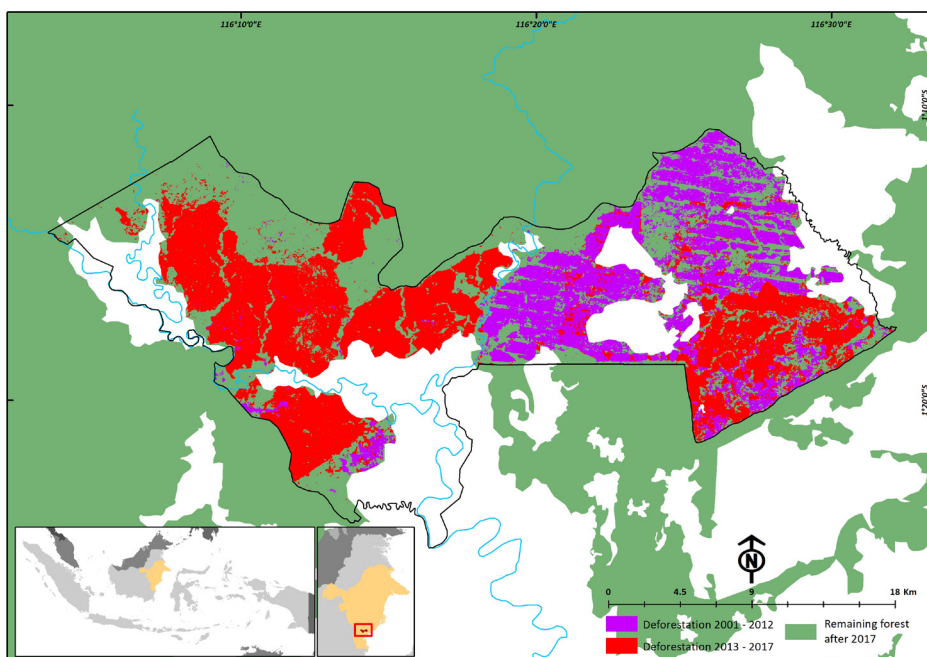 116°10'0"E
116°20'0"E
116°30'0"E
1°10'0"S
1°20'0"S
N
0 4.5 9 18 Km
Deforestation 2001 - 2012
Deforestation 2013 - 2017
Remaining forest
after 2017